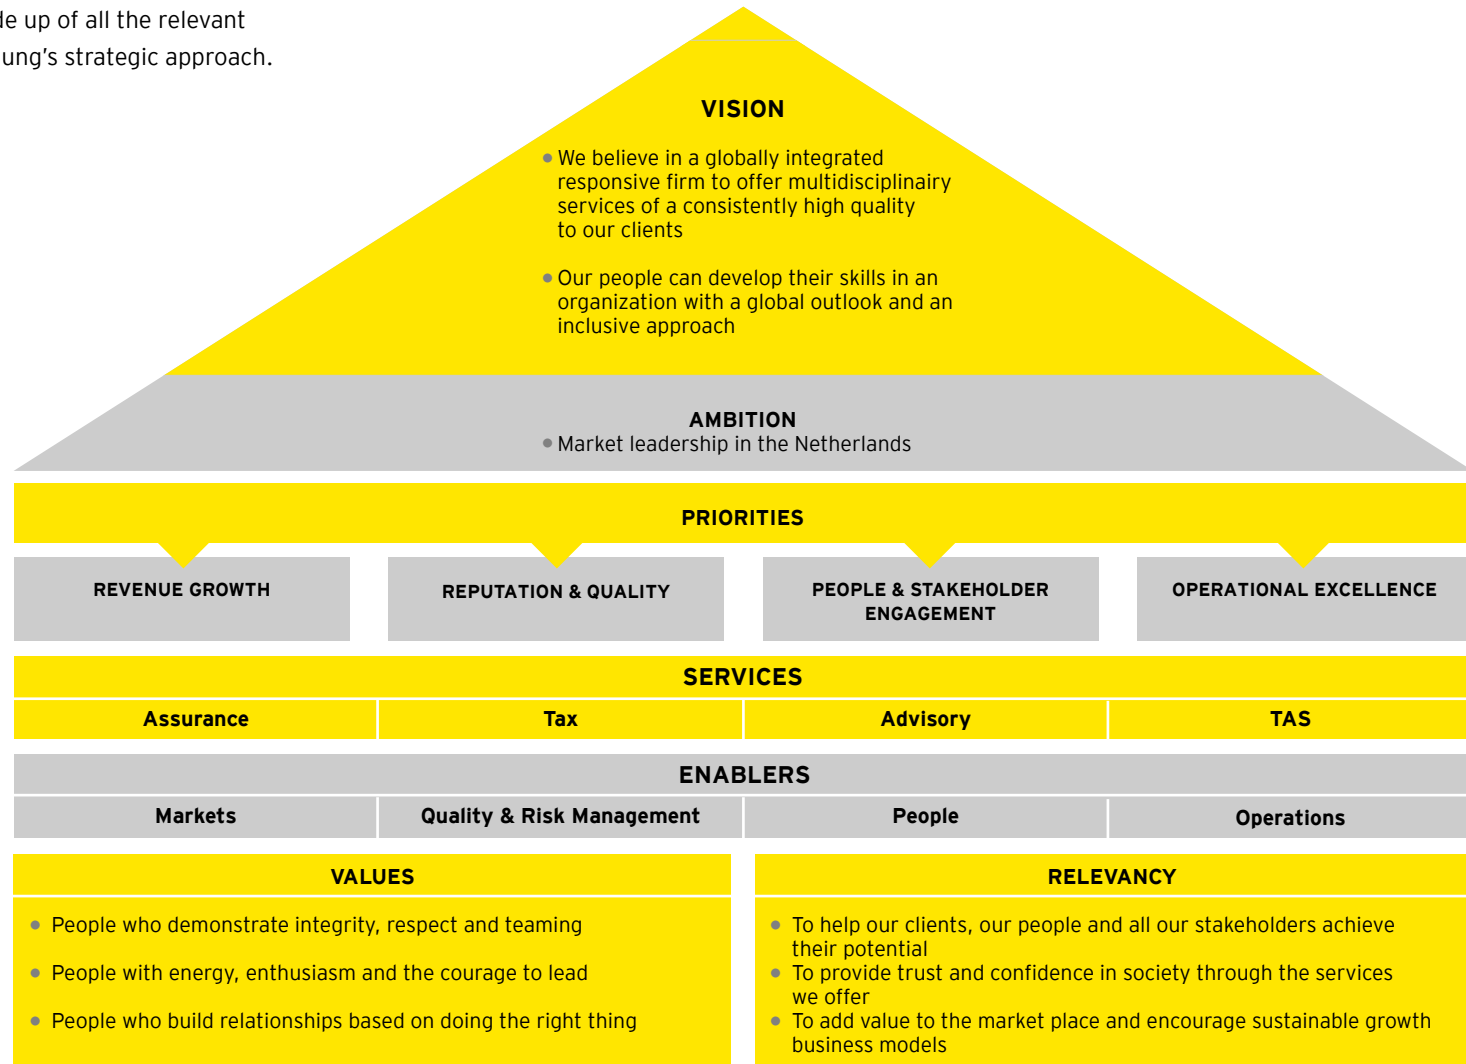 de up of all the relevant
ung's strategic approach.
VISION
• We believe in a globally integrated
responsive firm to offer multidisciplinairy
services of a consistently high quality
to our clients
• Our people can develop their skills in an
organization with a global outlook and an
inclusive approach
AMBITION
• Market leadership in the Netherlands
PRIORITIES
REVENUE GROWTH
REPUTATION & QUALITY
PEOPLE & STAKEHOLDER
ENGAGEMENT
OPERATIONAL EXCELLENCE
SERVICES
Assurance
Tax
Advisory
TAS
ENABLERS
Markets
Quality & Risk Management
People
Operations
VALUES
• People who demonstrate integrity, respect and teaming
• People with energy, enthusiasm and the courage to lead
• People who build relationships based on doing the right thing
RELEVANCY
• To help our clients, our people and all our stakeholders achieve
their potential
• To provide trust and confidence in society through the services
we offer
• To add value to the market place and encourage sustainable growth
business models